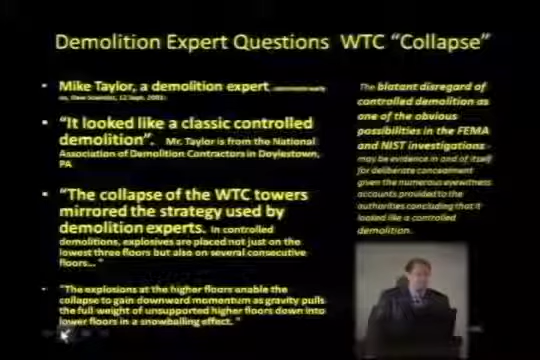 Demolition Expert Questions WTC “Collapse”
• Mike Taylor, a demolition expert
Scientist, 12 Sept. 2001:
• “It looked like a classic controlled
demolition”. Mr. Taylor is from the National
Association of Demolition Contractors in Doylestown,
PA
• “The collapse of the WTC towers
mirrored the strategy used by
demolition experts. In controlled
demolitions, explosives are placed not just on the
lowest three floors but also on several consecutive
floors... ”
• “The explosions at the higher floors enable the
collapse to gain downward momentum as gravity pulls
the full weight of unsupported higher floors down into
lower floors in a snowballing effect. ”
The blatant disregard of
controlled demolition as
one of the obvious
possibilities in the FEMA
and NIST investigations
may be evidence in and of itself
for deliberate concealment
given the numerous eyewitness
accounts provided to the
authorities concluding that it
looked like a controlled
demolition.